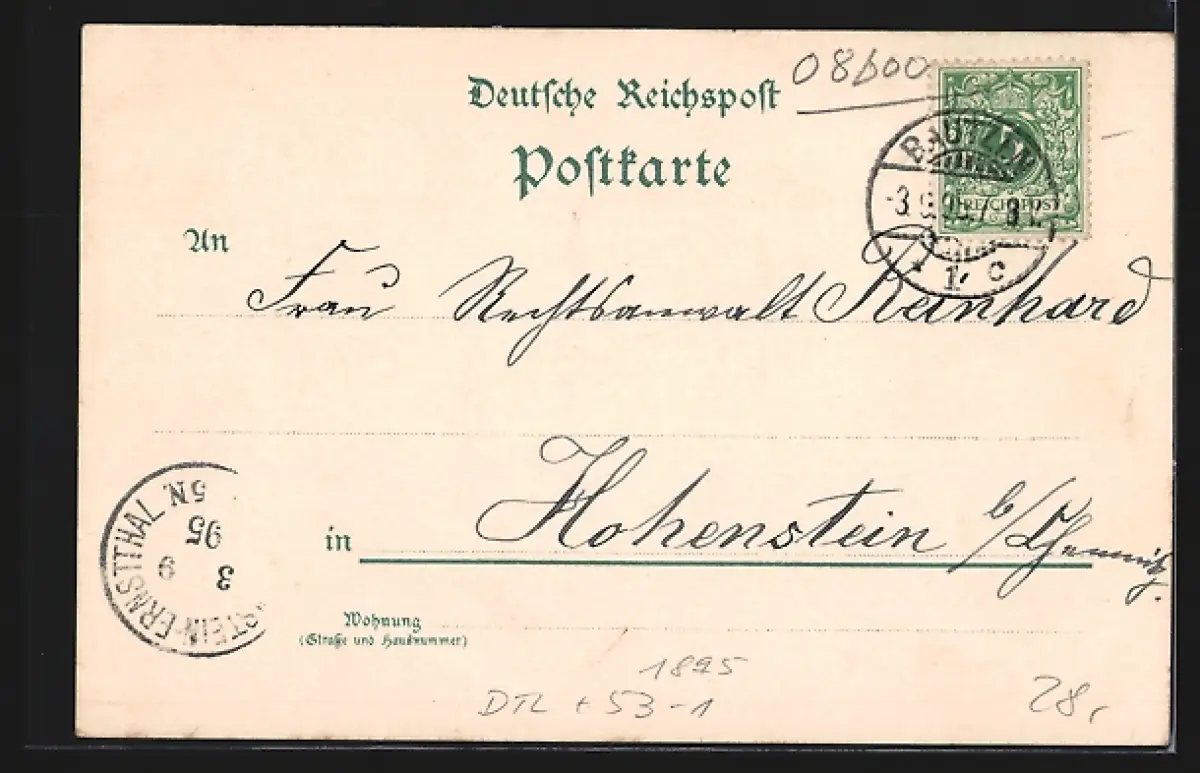 Deutsche Reichspost
08600
Postkarte
BAUTZEN
-3 9.95.7-8 V.
REICHSPOST
* 1 c
An
Frau Rechtsanwalt Reinhard
Hohenstein b/Chemnitz.
in
STEIN-ERNSTTHAL
5N.
95
3 9
Wohnung
(Straße und Hausnummer)
1895
DTL + 53-1
28,